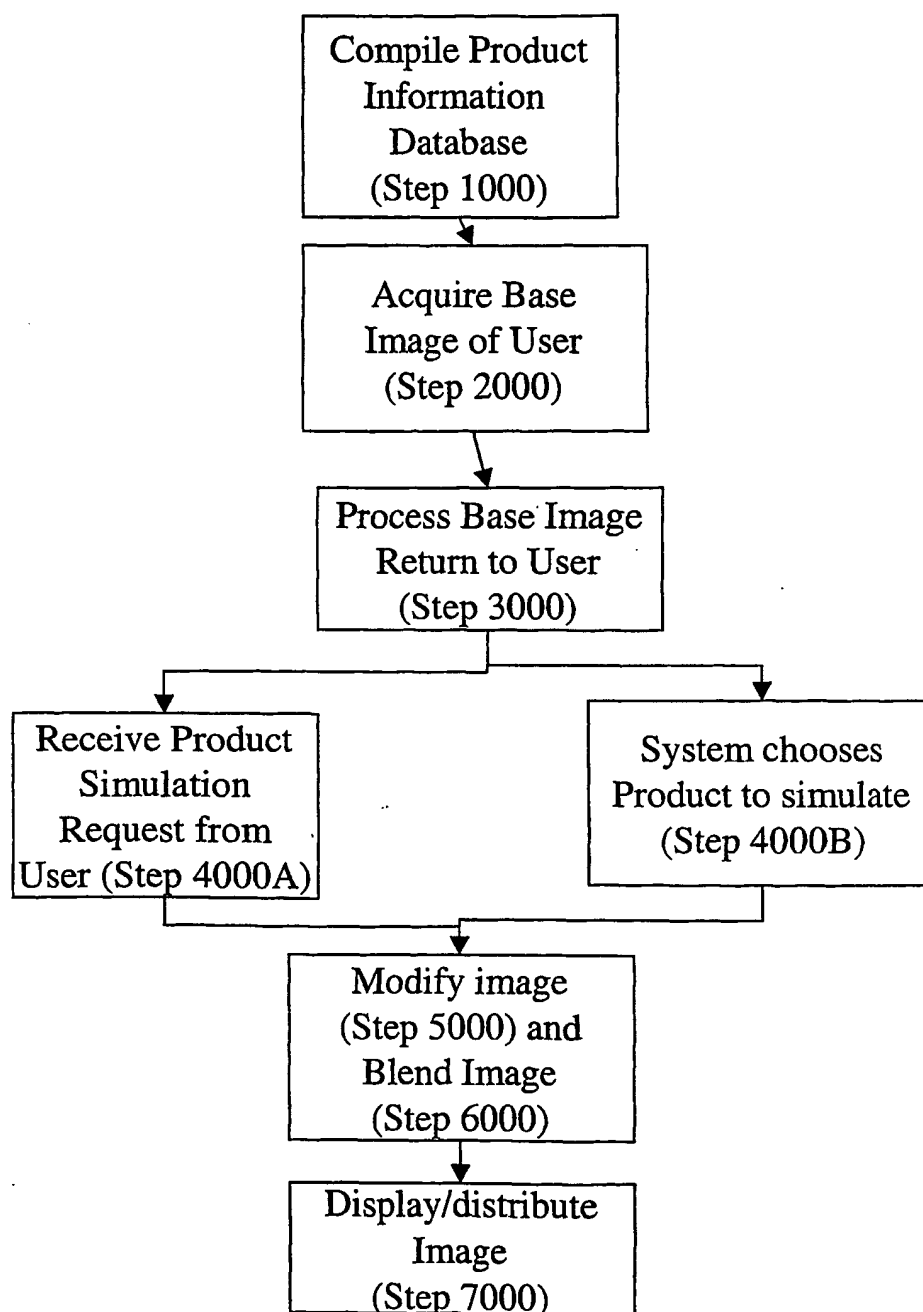 Compile Product
Information
Database
(Step 1000)
Acquire Base
Image of User
(Step 2000)
Process Base Image
Return to User
(Step 3000)
Receive Product
Simulation
Request from
User (Step 4000A)
System chooses
Product to simulate
(Step 4000B)
Modify image
(Step 5000) and
Blend Image
(Step 6000)
Display/distribute
Image
(Step 7000)